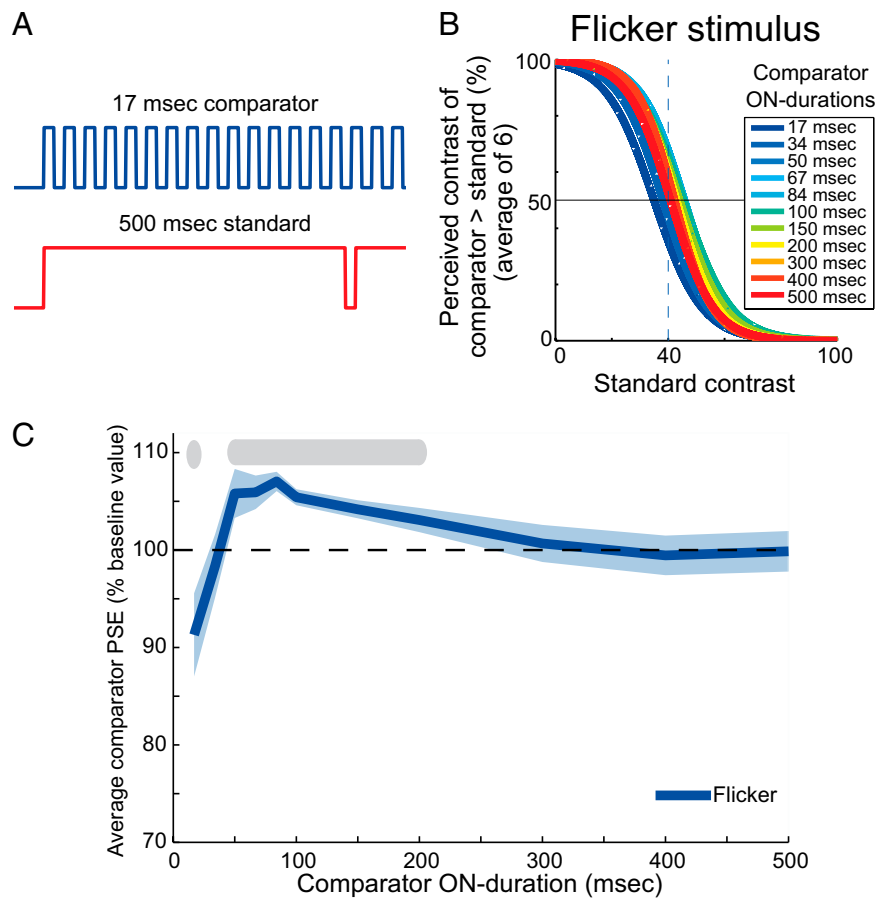 A
17 msec comparator
500 msec standard
B
Flicker stimulus
Perceived contrast of
comparator > standard (%)
(average of 6)
100
50
0
0
40
100
Standard contrast
Comparator
ON-durations
17 msec
34 msec
50 msec
67 msec
84 msec
100 msec
150 msec
200 msec
300 msec
400 msec
500 msec
C
Average comparator PSE (% baseline value)
110
100
90
80
70
0
100
200
300
400
500
Comparator ON-duration (msec)
Flicker